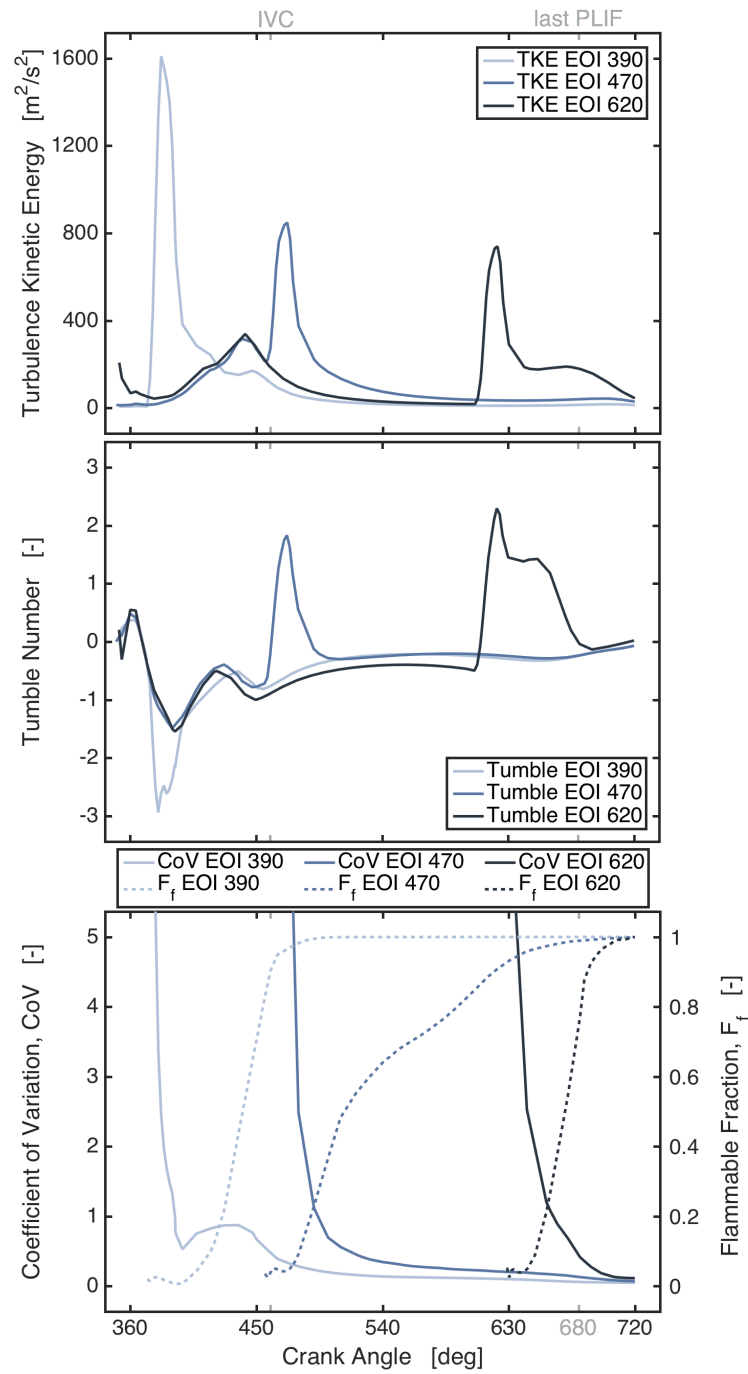 IVC last PLIF
Turbulence Kinetic Energy [m²/s²]
1600
1200
800
400
0
TKE EOI 390
TKE EOI 470
TKE EOI 620
Tumble Number [-]
3
2
1
0
-1
-2
-3
Tumble EOI 390
Tumble EOI 470
Tumble EOI 620
CoV EOI 390 CoV EOI 470 CoV EOI 620
F_f EOI 390 F_f EOI 470 F_f EOI 620
Coefficient of Variation, CoV [-]
5
4
3
2
1
0
1
0.8
0.6
0.4
0.2
0
Flammable Fraction, F_f [-]
360 450 540 630 680 720
Crank Angle [deg]